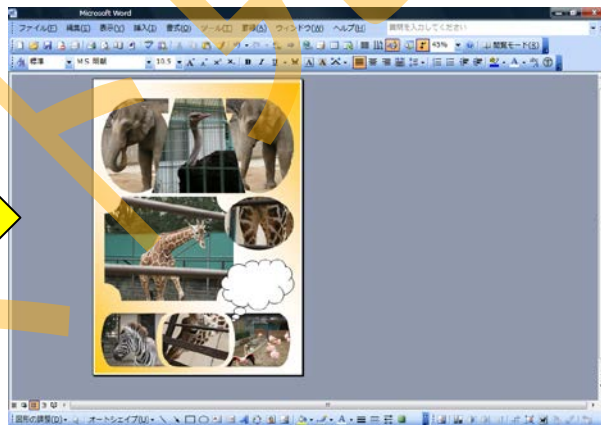 Microsoft Word
ファイル(F) 編集(E) 表示(V) 挿入(I) 書式(O) ツール(T) 罫線(A) ウィンドウ(W) ヘルプ(H) 質問を入力してください
45% 閲覧モード(R)
標準 MS 明朝 10.5 B I U A A A
図形の調整(D) オートシェイプ(U) A